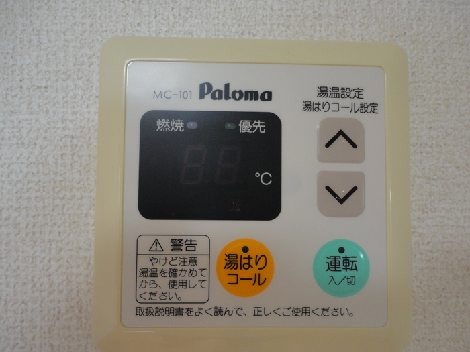 MC-101 Paloma
湯温設定
湯はりコール設定
燃焼 優先
88 ℃
⚠ 警告
やけど注意
湯温を確かめて
から、使用して
ください。
湯はり
コール
運転
入/切
取扱説明書をよく読んで、正しくご使用ください。